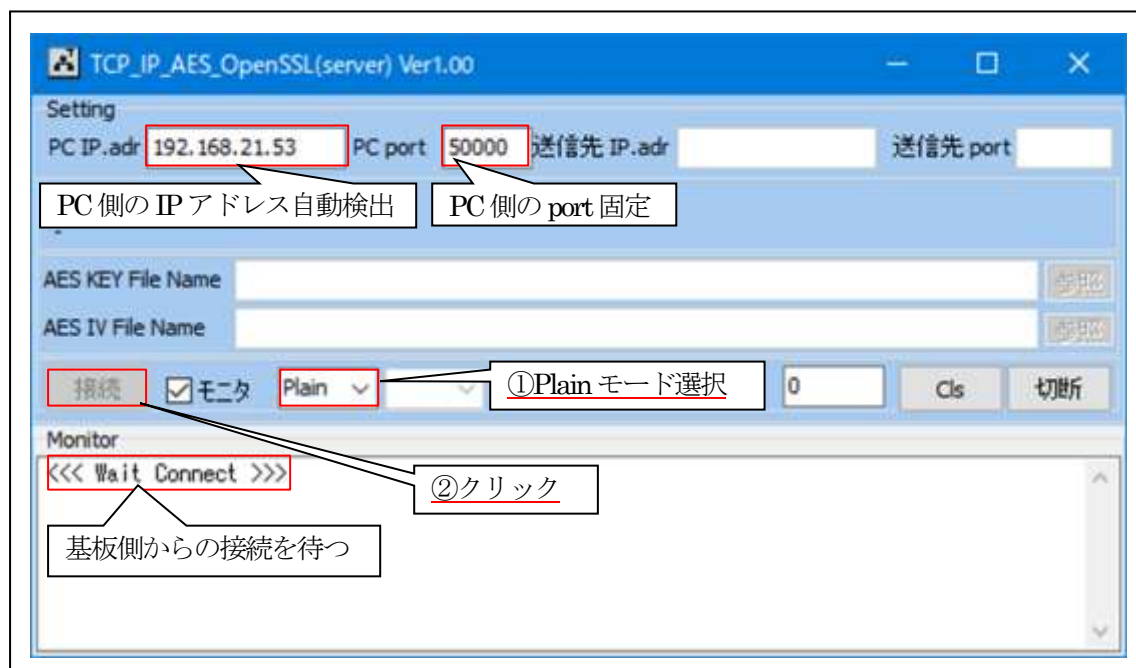 TCP_IP_AES_OpenSSL(server) Ver1.00
Setting
PC IP.adr 192.168.21.53 PC port 50000 送信先 IP.adr 送信先 port
PC 側の IP アドレス自動検出 PC 側の port 固定
-
AES KEY File Name 参照
AES IV File Name 参照
接続 モニタ Plain ①Plain モード選択 0 Cls 切断
Monitor
<<< Wait Connect >>>
②クリック
基板側からの接続を待つ